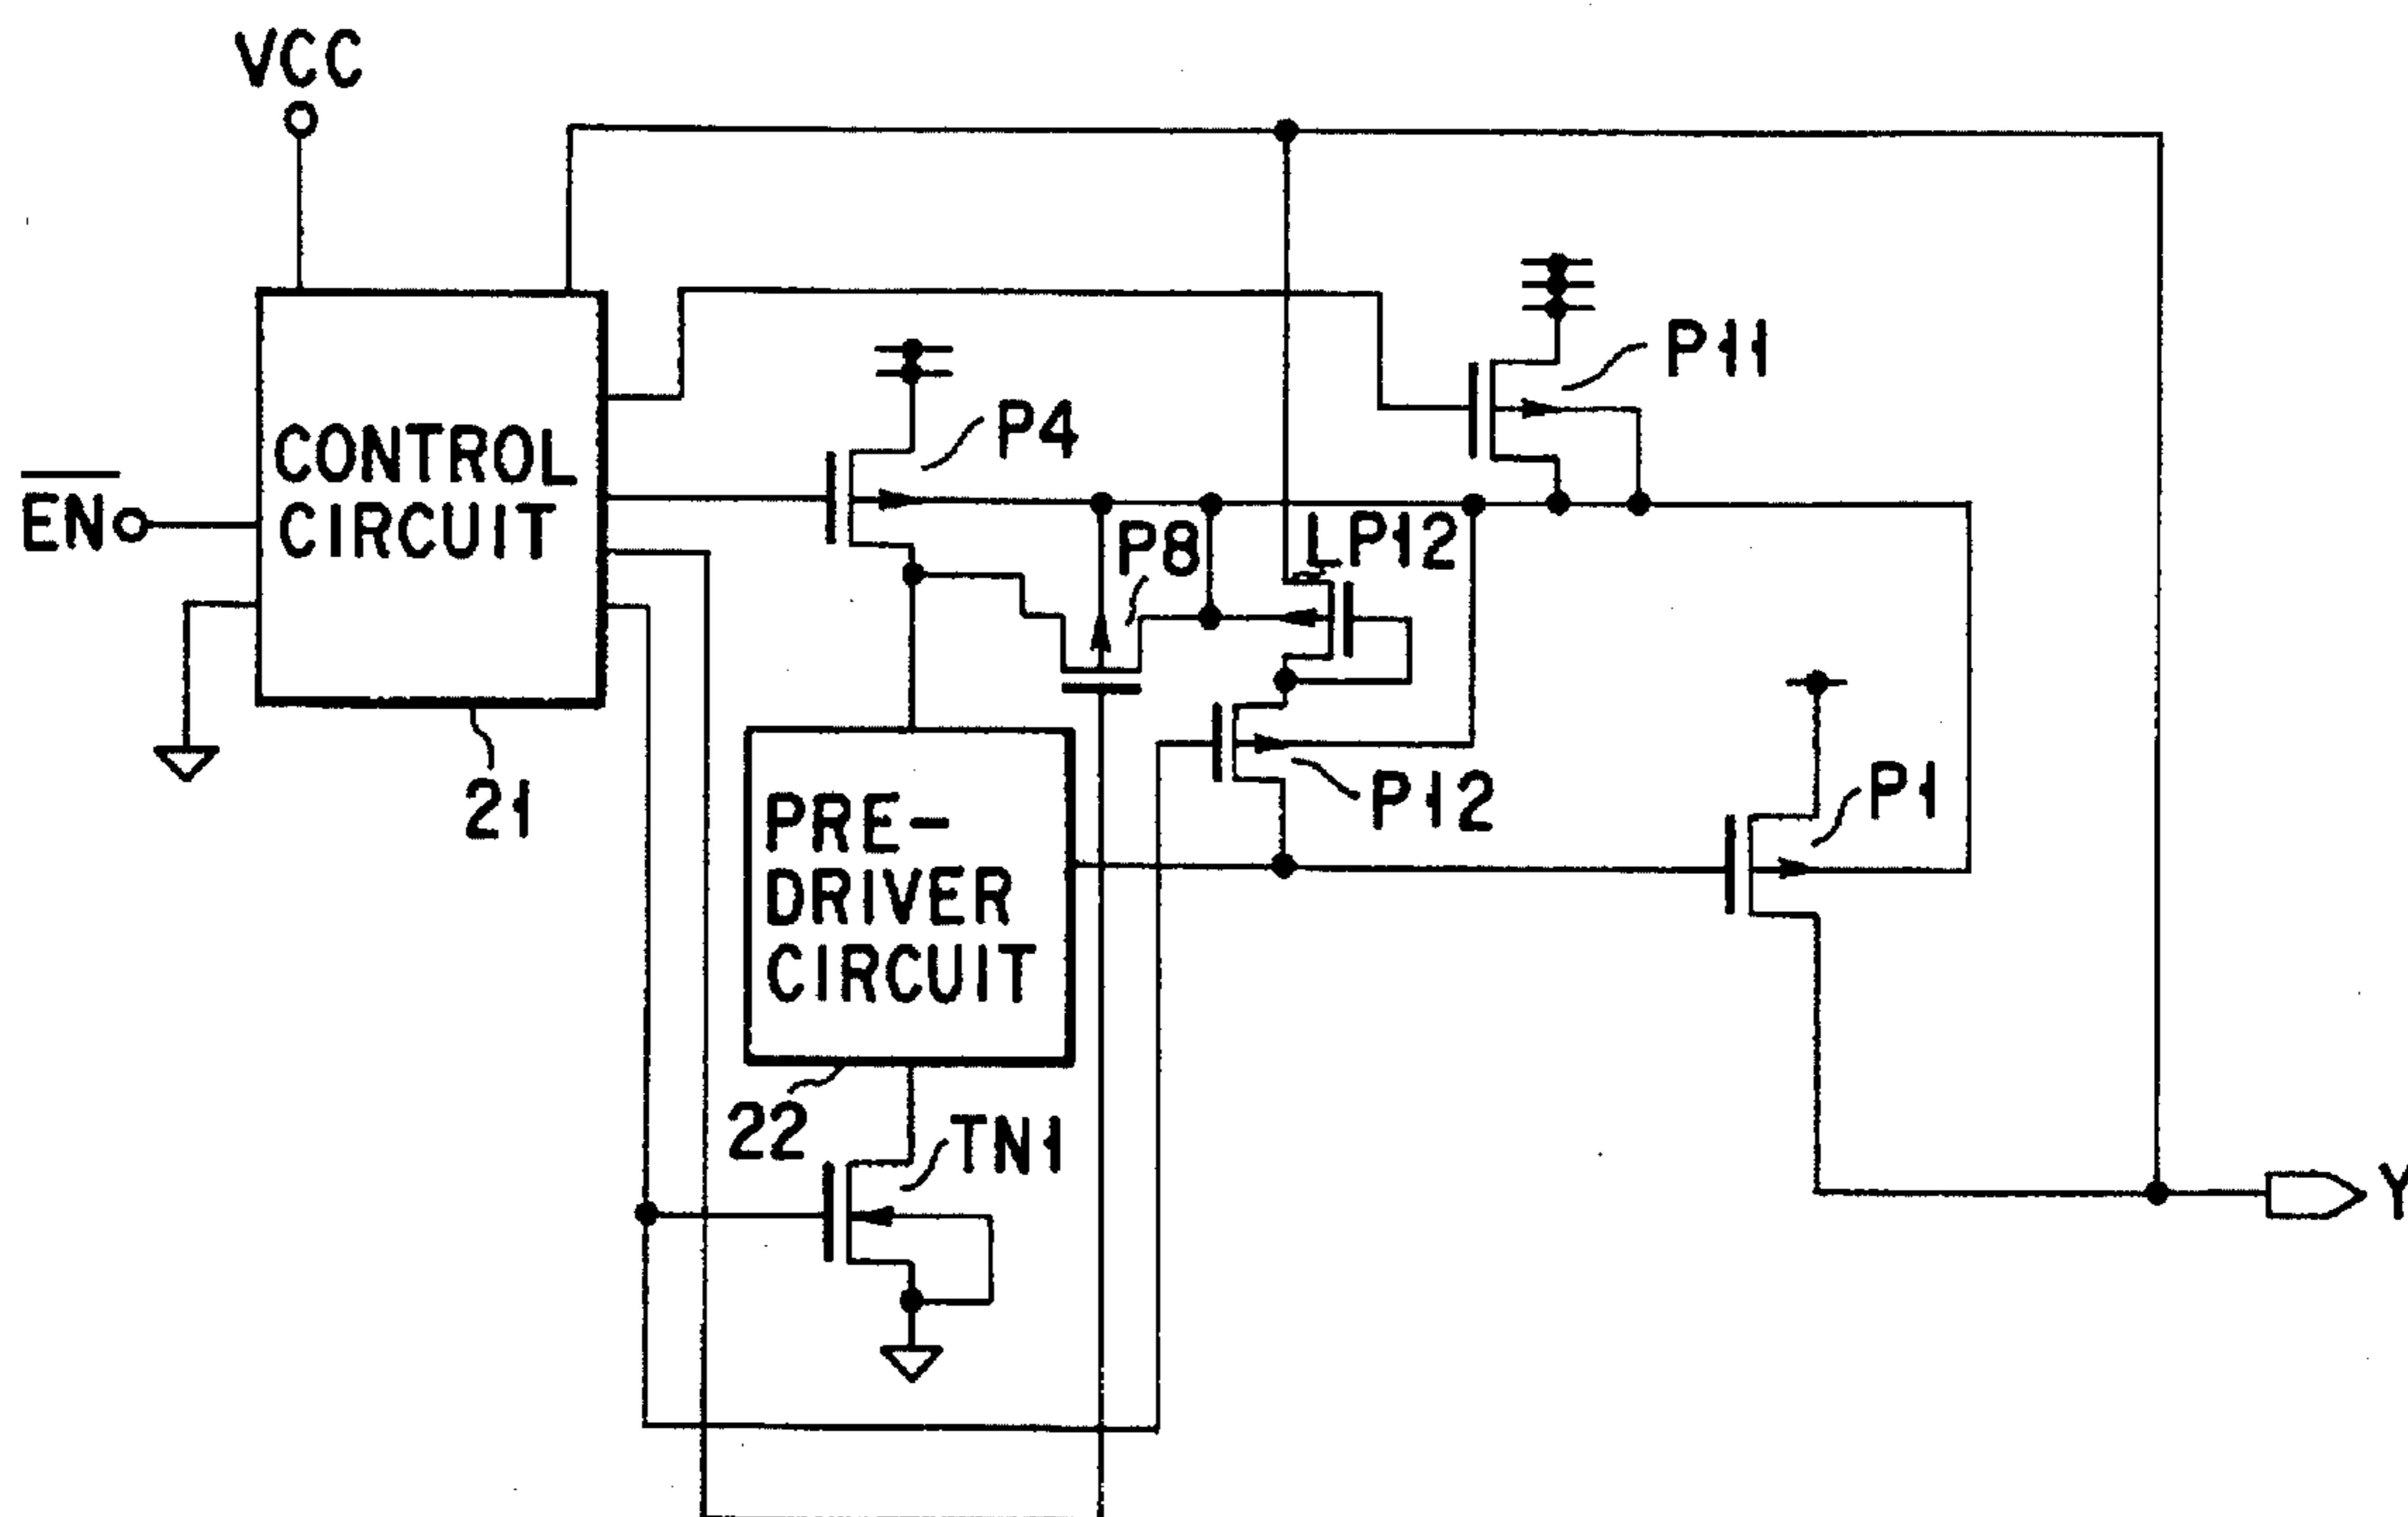 VCC
P11
P4
CONTROL
CIRCUIT
EN
P8
LP12
21
P12
P1
PRE-
DRIVER
CIRCUIT
22
TN1
Y